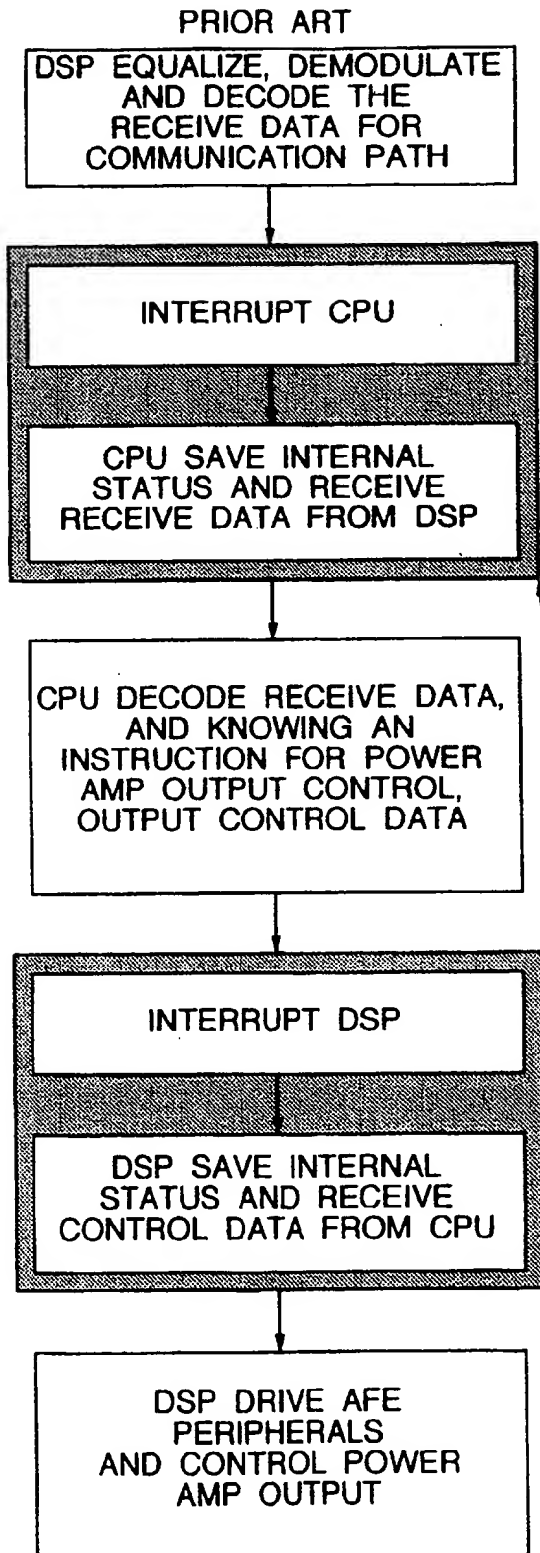 PRIOR ART
DSP EQUALIZE, DEMODULATE
AND DECODE THE
RECEIVE DATA FOR
COMMUNICATION PATH
INTERRUPT CPU
CPU SAVE INTERNAL
STATUS AND RECEIVE
RECEIVE DATA FROM DSP
CPU DECODE RECEIVE DATA,
AND KNOWING AN
INSTRUCTION FOR POWER
AMP OUTPUT CONTROL,
OUTPUT CONTROL DATA
INTERRUPT DSP
DSP SAVE INTERNAL
STATUS AND RECEIVE
CONTROL DATA FROM CPU
DSP DRIVE AFE
PERIPHERALS
AND CONTROL POWER
AMP OUTPUT